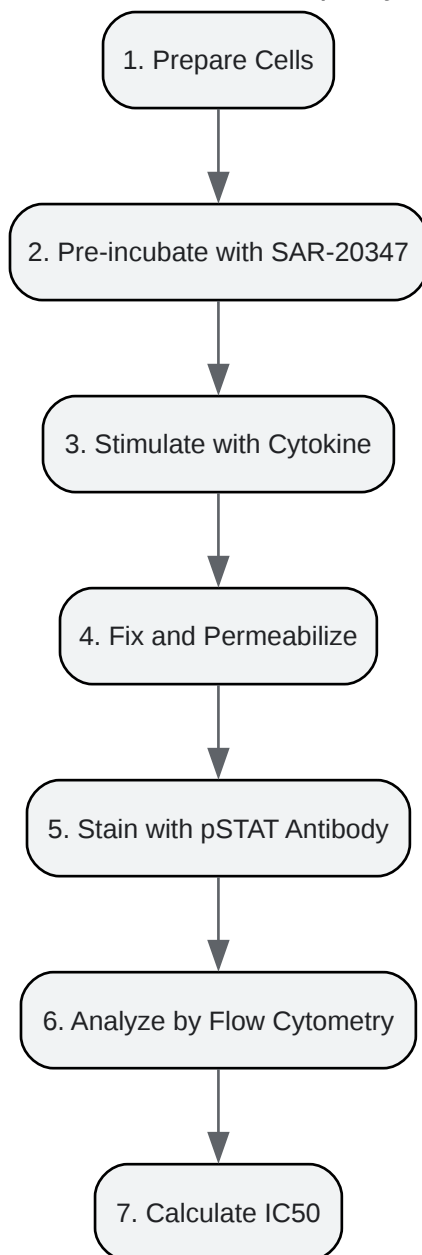 1. Prepare Cells
2. Pre-incubate with SAR-20347
3. Stimulate with Cytokine
4. Fix and Permeabilize
5. Stain with pSTAT Antibody
6. Analyze by Flow Cytometry
7. Calculate IC50